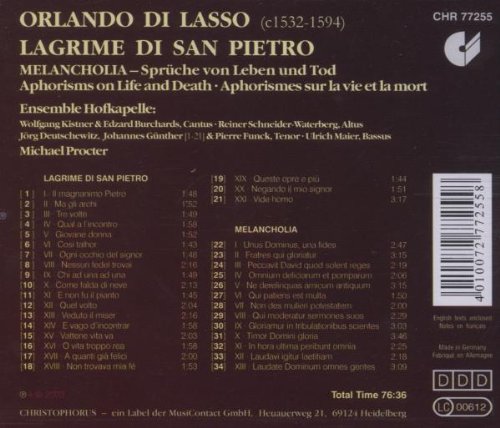 ORLANDO DI LASSO (c1532-1594)
CHR 77255
LAGRIME DI SAN PIETRO
MELANCHOLIA – Sprüche von Leben und Tod
Aphorisms on Life and Death · Aphorismes sur la vie et la mort
Ensemble Hofkapelle:
Wolfgang Kistner & Edzard Burchards, Cantus · Reiner Schneider-Waterberg, Altus
Jörg Deutschewitz, Johannes Günther [1-21] & Pierre Funck, Tenor · Ulrich Maier, Bassus
Michael Procter
LAGRIME DI SAN PIETRO
1 I - Il magnanimo Pietro 1:48
2 II Ma gli archi 1:52
3 III Tre volte 1:49
4 IV Qual a l'incontro 1:58
5 V Giovane donna 1:52
6 VI Così talhor 1:43
7 VII Ogni occhio del signor 1:48
8 VIII Nessun fedel trovai 2:16
9 IX Chi ad una ad una 1:49
10 X Come falda di neve 2:13
11 XI E non fu il pianto 1:45
12 XII Quel volto 2:04
13 XIII Veduto il miser 2:16
14 XIV E vago d'incontrar 1:49
15 XV Vattene vita va 2:01
16 XVI O vita troppo rea 2:01
17 XVII A quanti già felici 2:00
18 XVIII Non trovava mia fé 2:21
19 XIX Queste opre e più 1:44
20 XX Negando il mio signor 1:51
21 XXI Vide homo 3:17
MELANCHOLIA
22 I Unus Dominus, una fides 2:47
23 II Fratres qui gloriatur 3:11
24 III Peccavit David quod solent reges 2:19
25 IV Omnium deliciarum et pomparum 2:06
26 V Ne derelinquas amicum antiquum 3:16
27 VI Qui patiens est multa 1:50
28 VII Non des mulieri potestatem 2:09
29 VIII Qui moderatur sermones suos 2:29
30 IX Gloriamur in tribulationibus scientes 3:03
31 X Timor Domini gloria 3:43
32 XI In hora ultima peribunt omnia 2:25
33 XII Laudavi igitur laetitiam 2:18
34 XIII Laudate Dominum omnes gentes 3:09
4 010072 772558
English texts enclosed
Notes en français
Made in Germany
Fabriqué en Allemagne
DDD
LC 00612
℗ + © 2003
Total Time 76:36
CHRISTOPHORUS – ein Label der MusiContact GmbH, Heuauerweg 21, 69124 Heidelberg